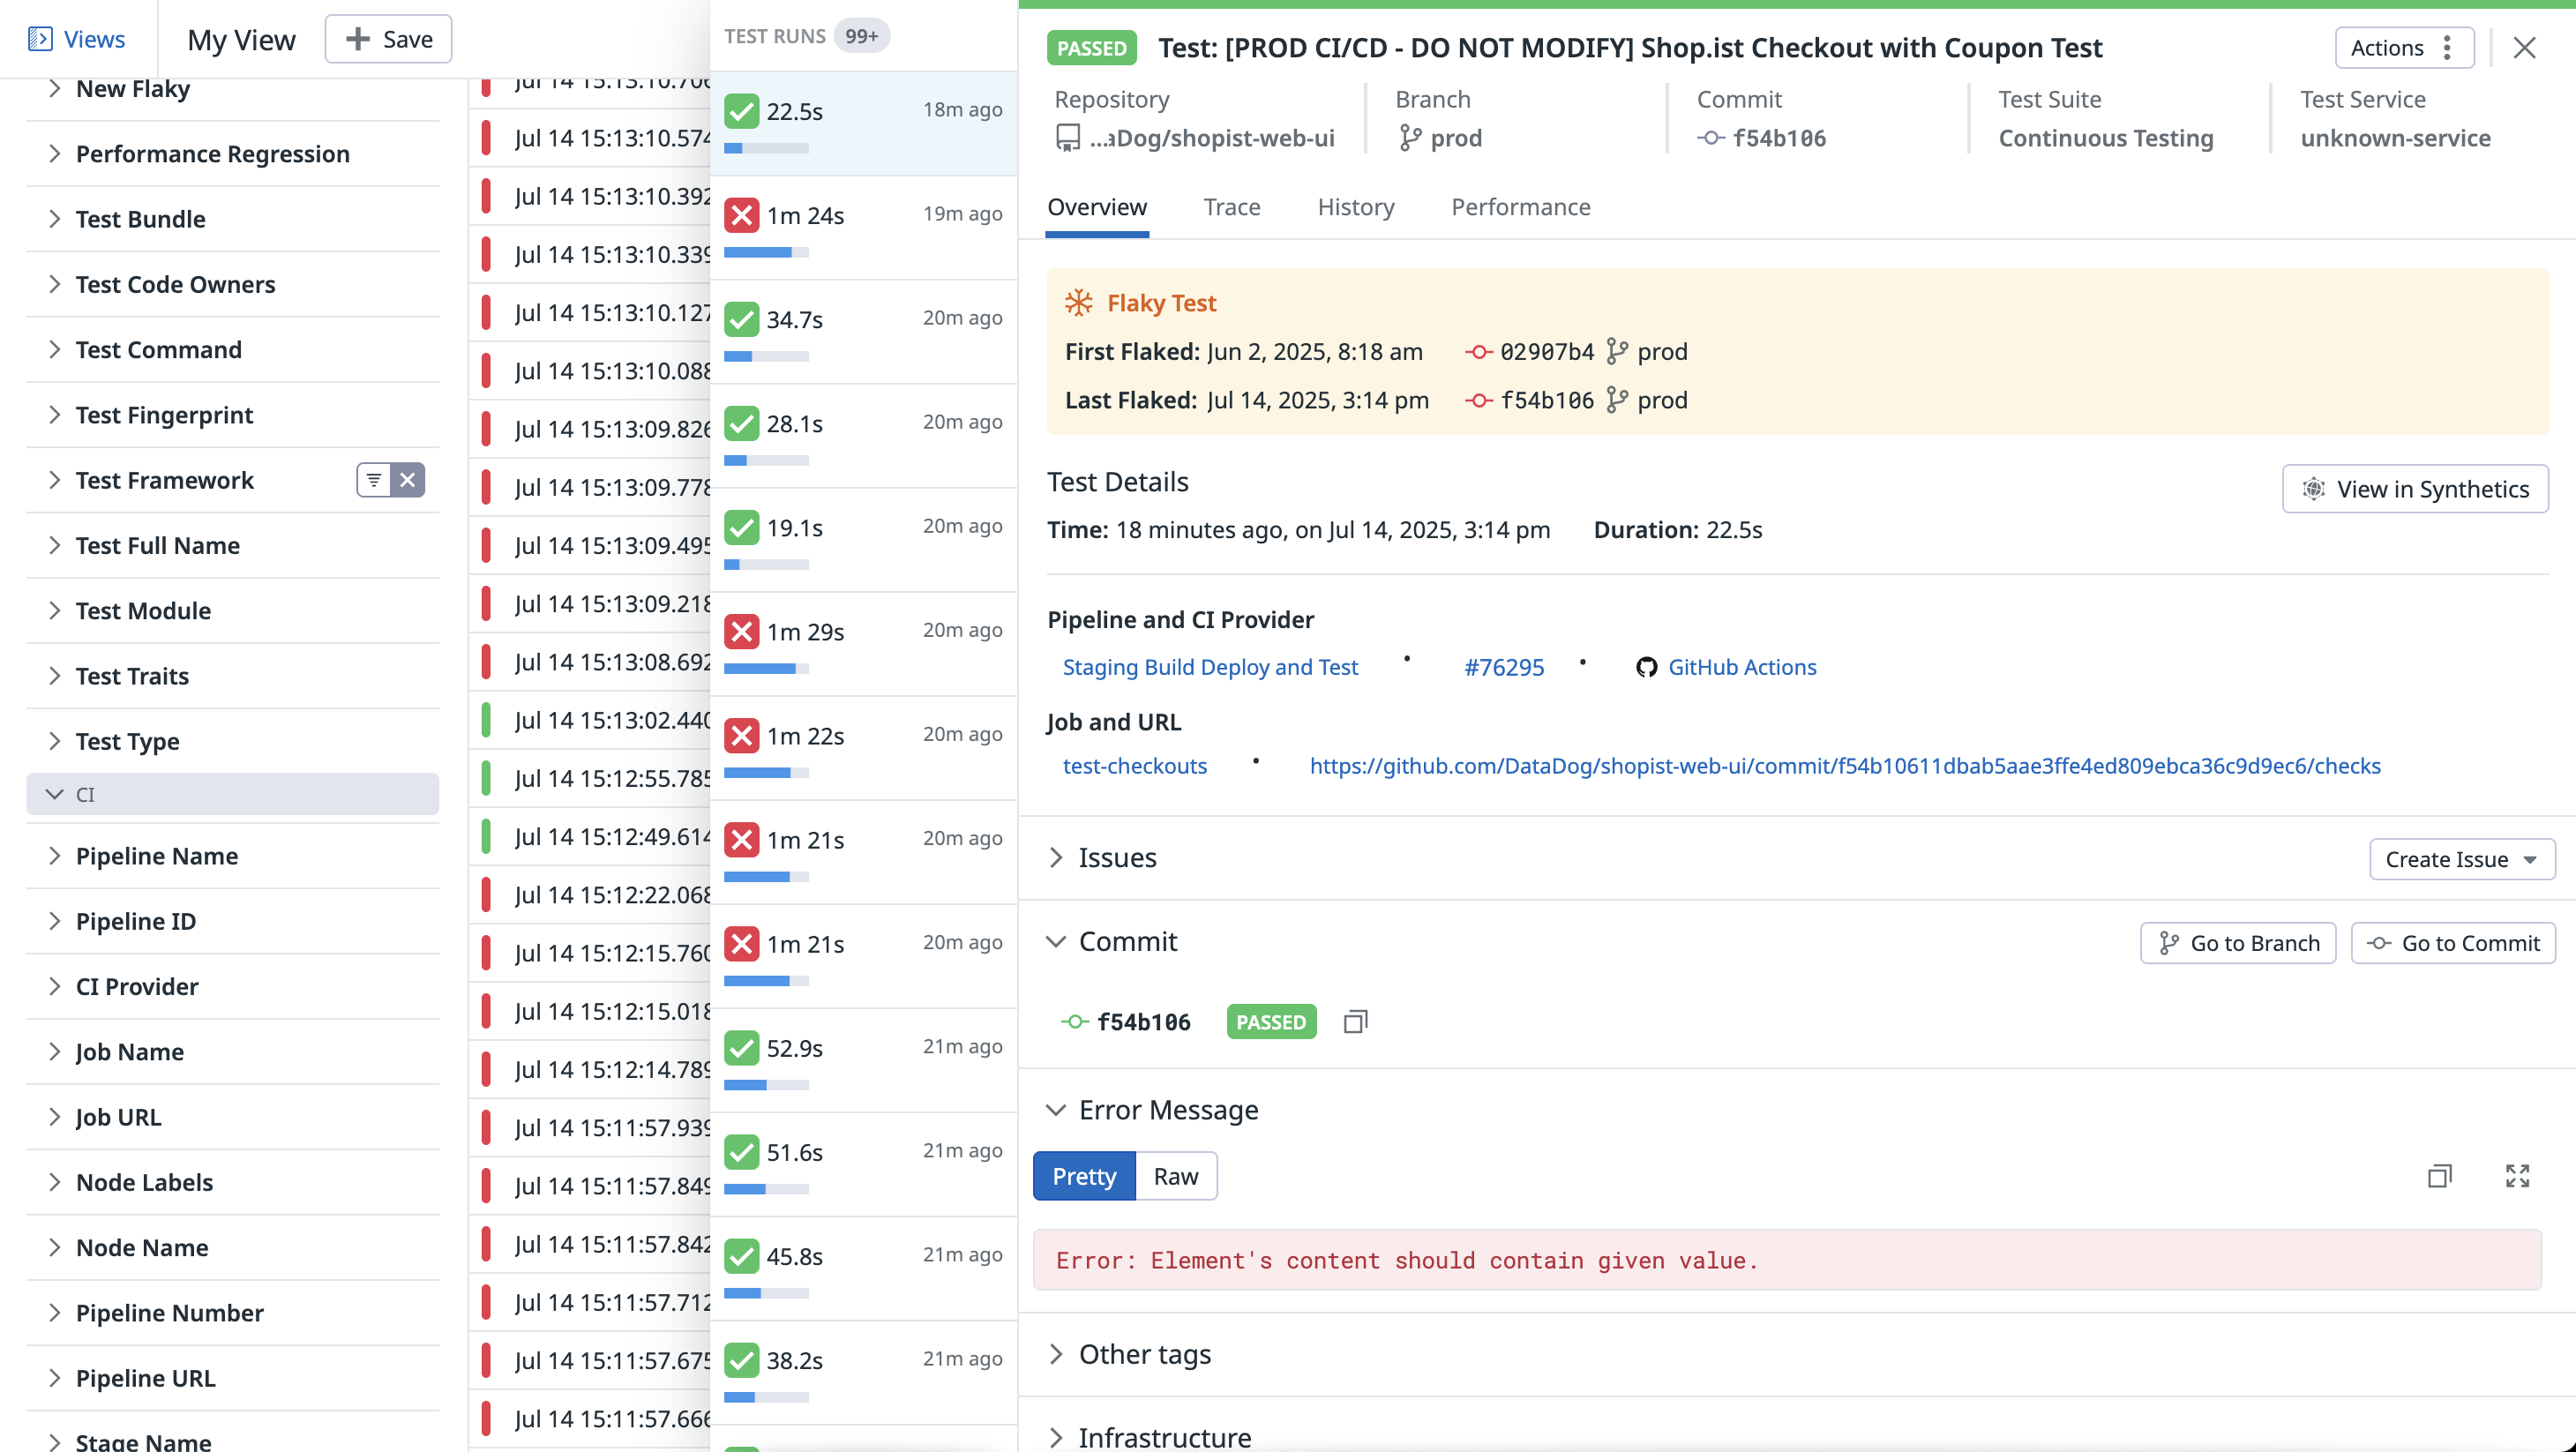 Views
My View
Save
New Flaky
Performance Regression
Test Bundle
Test Code Owners
Test Command
Test Fingerprint
Test Framework
Test Full Name
Test Module
Test Traits
Test Type
CI
Pipeline Name
Pipeline ID
CI Provider
Job Name
Job URL
Node Labels
Node Name
Pipeline Number
Pipeline URL
Stage Name
Jul 14 15:13:10.706
Jul 14 15:13:10.574
Jul 14 15:13:10.392
Jul 14 15:13:10.339
Jul 14 15:13:10.127
Jul 14 15:13:10.088
Jul 14 15:13:09.826
Jul 14 15:13:09.778
Jul 14 15:13:09.495
Jul 14 15:13:09.218
Jul 14 15:13:08.692
Jul 14 15:13:02.440
Jul 14 15:12:55.785
Jul 14 15:12:49.614
Jul 14 15:12:22.068
Jul 14 15:12:15.760
Jul 14 15:12:15.018
Jul 14 15:12:14.789
Jul 14 15:11:57.939
Jul 14 15:11:57.849
Jul 14 15:11:57.842
Jul 14 15:11:57.712
Jul 14 15:11:57.675
Jul 14 15:11:57.666
TEST RUNS 99+
22.5s 18m ago
1m 24s 19m ago
34.7s 20m ago
28.1s 20m ago
19.1s 20m ago
1m 29s 20m ago
1m 22s 20m ago
1m 21s 20m ago
1m 21s 20m ago
52.9s 21m ago
51.6s 21m ago
45.8s 21m ago
38.2s 21m ago
PASSED Test: [PROD CI/CD - DO NOT MODIFY] Shop.ist Checkout with Coupon Test
Actions
Repository Branch Commit Test Suite Test Service
...aDog/shopist-web-ui prod f54b106 Continuous Testing unknown-service
Overview Trace History Performance
Flaky Test
First Flaked: Jun 2, 2025, 8:18 am 02907b4 prod
Last Flaked: Jul 14, 2025, 3:14 pm f54b106 prod
Test Details
View in Synthetics
Time: 18 minutes ago, on Jul 14, 2025, 3:14 pm Duration: 22.5s
Pipeline and CI Provider
Staging Build Deploy and Test • #76295 • GitHub Actions
Job and URL
test-checkouts • https://github.com/DataDog/shopist-web-ui/commit/f54b10611dbab5aae3ffe4ed809ebca36c9d9ec6/checks
Issues
Create Issue
Commit
Go to Branch
Go to Commit
f54b106 PASSED
Error Message
Pretty Raw
Error: Element's content should contain given value.
Other tags
Infrastructure